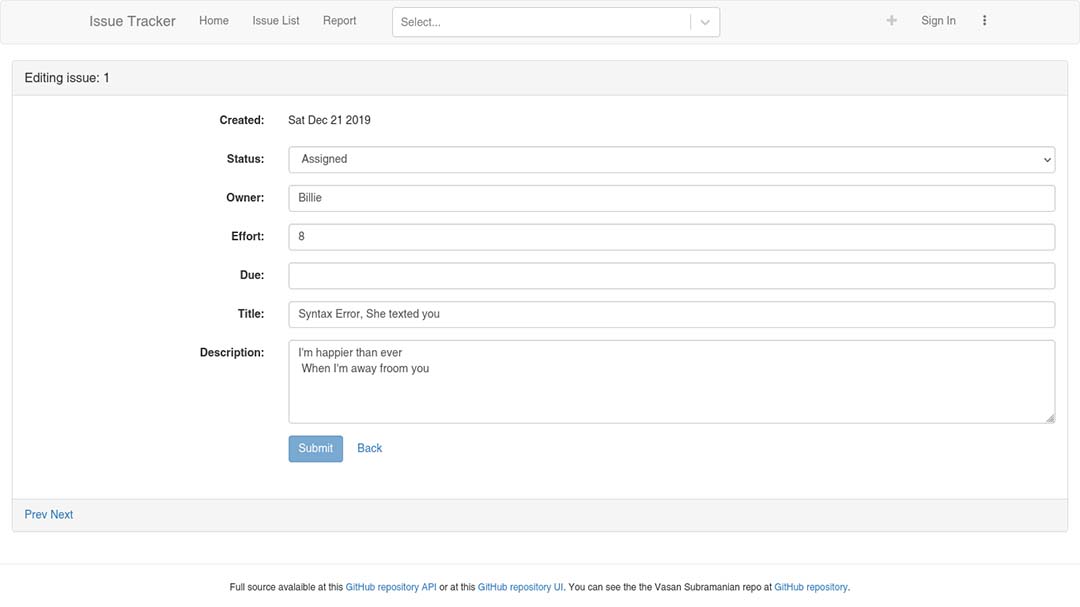 Issue Tracker Home Issue List Report Select... + Sign In
Editing issue: 1
Created: Sat Dec 21 2019
Status: Assigned
Owner: Billie
Effort: 8
Due:
Title: Syntax Error, She texted you
Description: I'm happier than ever
When I'm away froom you
Submit Back
Prev Next
Full source avalaible at this GitHub repository API or at this GitHub repository UI. You can see the the Vasan Subramanian repo at GitHub repository.